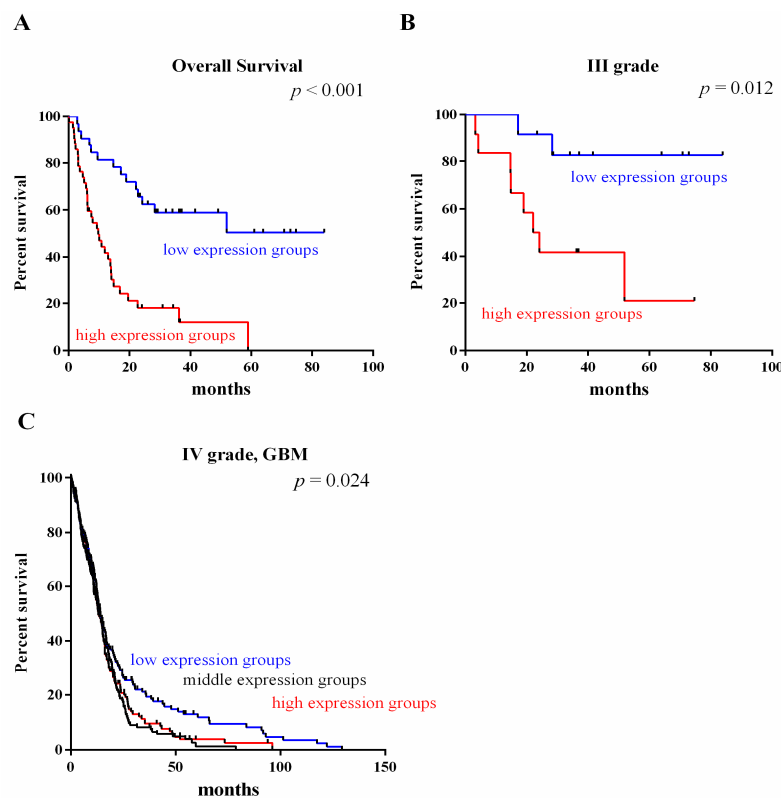 A
Overall Survival
p < 0.001
Percent survival
100
80
60
40
20
0
low expression groups
high expression groups
0 20 40 60 80 100
months
B
III grade
p = 0.012
Percent survival
100
80
60
40
20
0
low expression groups
high expression groups
0 20 40 60 80 100
months
C
IV grade, GBM
p = 0.024
Percent survival
100
80
60
40
20
0
low expression groups
middle expression groups
high expression groups
0 50 100 150
months